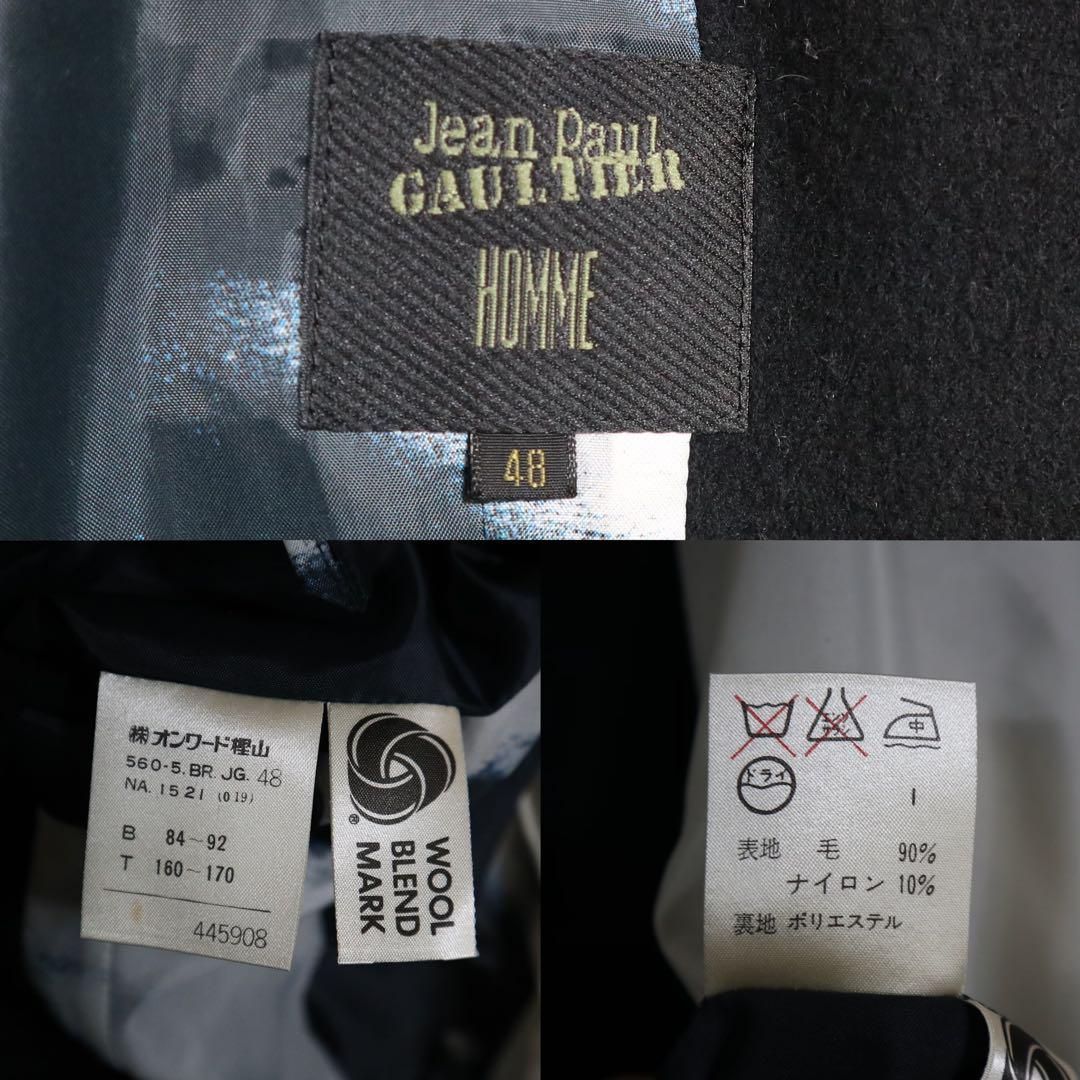 Jean Paul
GAULTIER
HOMME
48
㈱オンワード樫山
560-5. BR. JG. 48
NA. 1521 (019)
B 84～92
T 160～170
445908
®
WOOL
BLEND
MARK
中
ドライ
I
表地 毛 90%
ナイロン 10%
裏地 ポリエステル